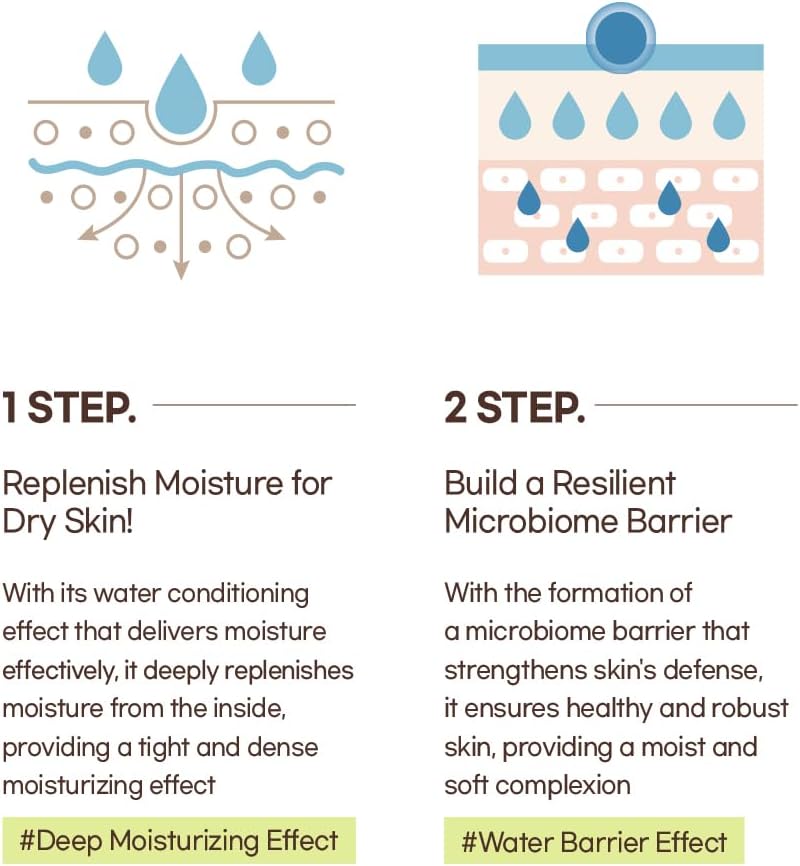 1 STEP.
Replenish Moisture for
Dry Skin!
With its water conditioning
effect that delivers moisture
effectively, it deeply replenishes
moisture from the inside,
providing a tight and dense
moisturizing effect
#Deep Moisturizing Effect
2 STEP.
Build a Resilient
Microbiome Barrier
With the formation of
a microbiome barrier that
strengthens skin's defense,
it ensures healthy and robust
skin, providing a moist and
soft complexion
#Water Barrier Effect